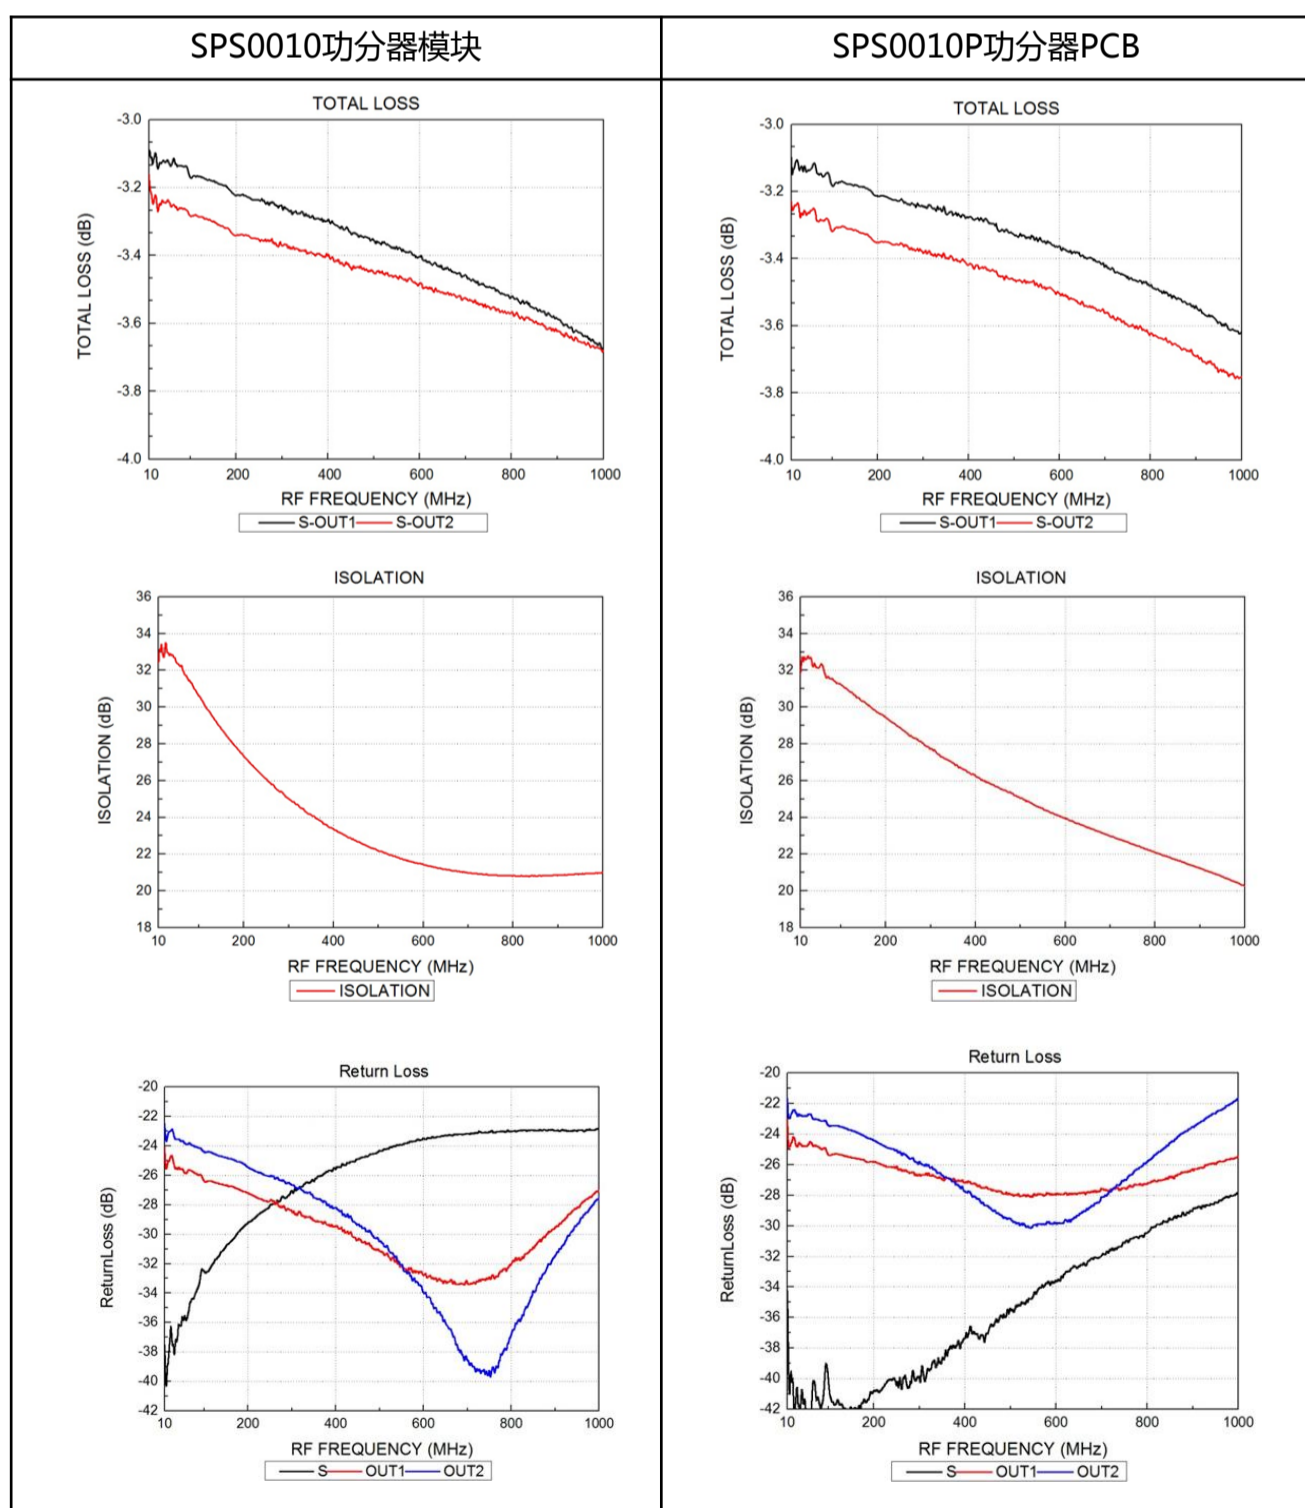 SPS0010功分器模块
SPS0010P功分器PCB
TOTAL LOSS
-3.0
-3.2
-3.4
-3.6
-3.8
-4.0
TOTAL LOSS (dB)
10 200 400 600 800 1000
RF FREQUENCY (MHz)
S-OUT1 S-OUT2
TOTAL LOSS
-3.0
-3.2
-3.4
-3.6
-3.8
-4.0
TOTAL LOSS (dB)
10 200 400 600 800 1000
RF FREQUENCY (MHz)
S-OUT1 S-OUT2
ISOLATION
36
34
32
30
28
26
24
22
20
18
ISOLATION (dB)
10 200 400 600 800 1000
RF FREQUENCY (MHz)
ISOLATION
ISOLATION
36
34
32
30
28
26
24
22
20
18
ISOLATION (dB)
10 200 400 600 800 1000
RF FREQUENCY (MHz)
ISOLATION
Return Loss
-20
-22
-24
-26
-28
-30
-32
-34
-36
-38
-40
-42
ReturnLoss (dB)
10 200 400 600 800 1000
RF FREQUENCY (MHz)
S OUT1 OUT2
Return Loss
-20
-22
-24
-26
-28
-30
-32
-34
-36
-38
-40
-42
ReturnLoss (dB)
10 200 400 600 800 1000
RF FREQUENCY (MHz)
S OUT1 OUT2